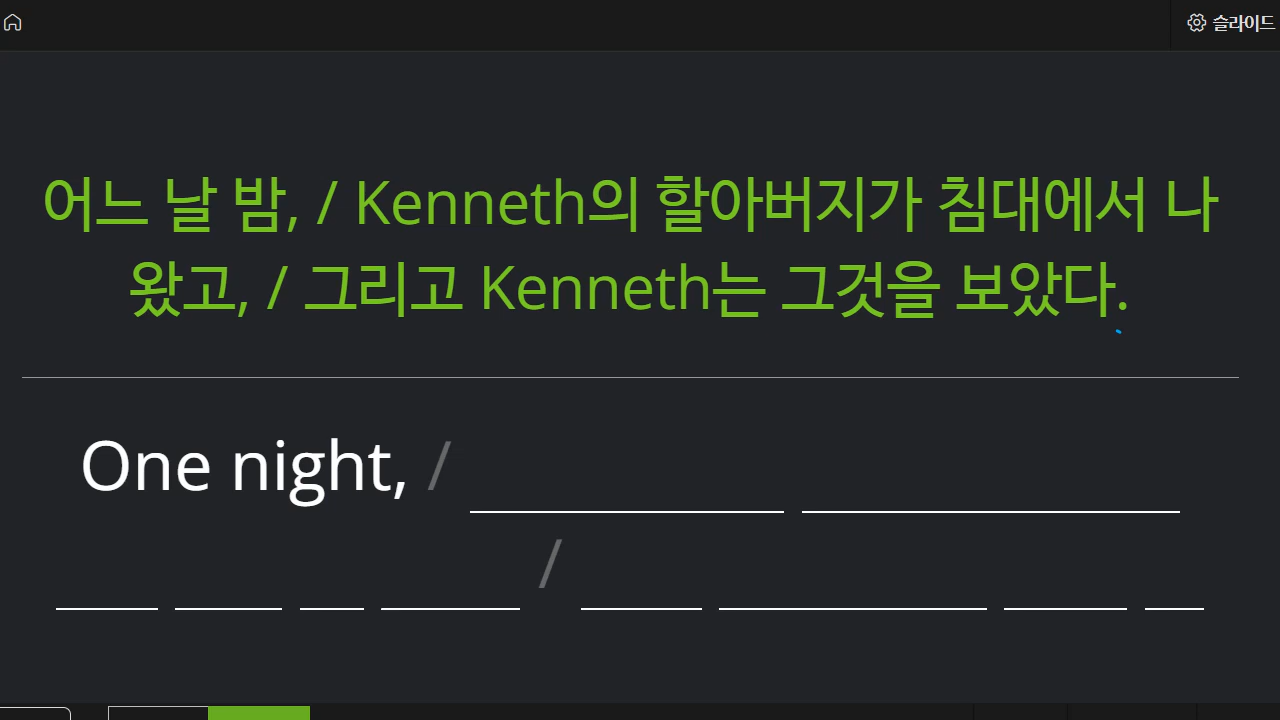 슬라이드
어느 날 밤, / Kenneth의 할아버지가 침대에서 나
왔고, / 그리고 Kenneth는 그것을 보았다.
One night, /
/